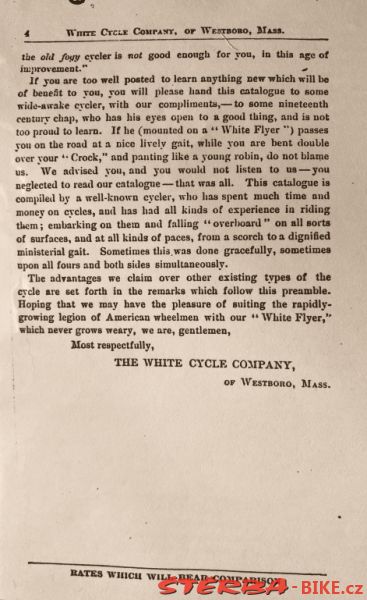 4 WHITE CYCLE COMPANY, OF WESTBORO, MASS.
the old fogy cycler is not good enough for you, in this age of
improvement."
If you are too well posted to learn anything new which will be
of benefit to you, you will please hand this catalogue to some
wide-awake cycler, with our compliments,—to some nineteenth
century chap, who has his eyes open to a good thing, and is not
too proud to learn. If he (mounted on a "White Flyer") passes
you on the road at a nice lively gait, while you are bent double
over your "Crock," and panting like a young robin, do not blame
us. We advised you, and you would not listen to us—you
neglected to read our catalogue—that was all. This catalogue is
compiled by a well-known cycler, who has spent much time and
money on cycles, and has had all kinds of experience in riding
them; embarking on them and falling "overboard" on all sorts
of surfaces, and at all kinds of paces, from a scorch to a dignified
ministerial gait. Sometimes this was done gracefully, sometimes
upon all fours and both sides simultaneously.
The advantages we claim over other existing types of the
cycle are set forth in the remarks which follow this preamble.
Hoping that we may have the pleasure of suiting the rapidly-
growing legion of American wheelmen with our "White Flyer,"
which never grows weary, we are, gentlemen,
Most respectfully,
THE WHITE CYCLE COMPANY,
OF WESTBORO, MASS.
RATES WHICH WILL BEAR COMPARISON
STERBA-BIKE.cz